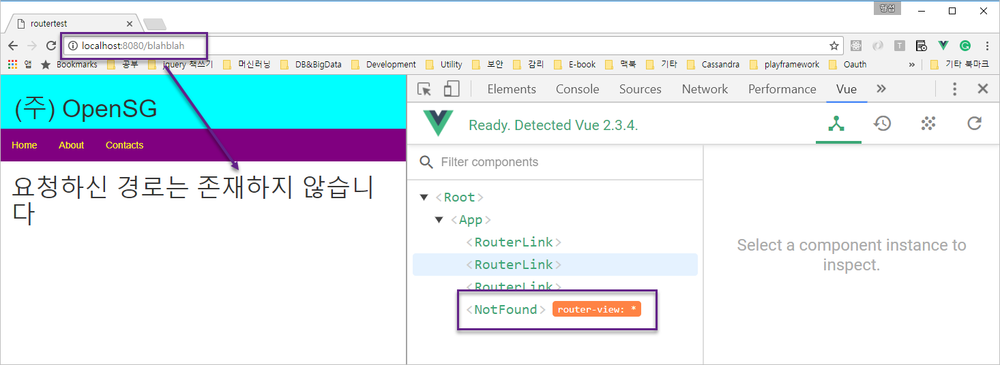 형섭
routertest
localhost:8080/blahblah
앱 Bookmarks 공부 jquery 책쓰기 머신러닝 DB&BigData Development Utility 보안 감리 E-book 맥북 기타 Cassandra playframework Oauth » 기타 북마크
(주) OpenSG
Home About Contacts
요청하신 경로는 존재하지 않습니
다
Elements Console Sources Network Performance Vue »
Ready. Detected Vue 2.3.4.
Filter components
<Root>
<App>
<RouterLink>
<RouterLink>
<RouterLink>
<NotFound> router-view: *
Select a component instance to
inspect.